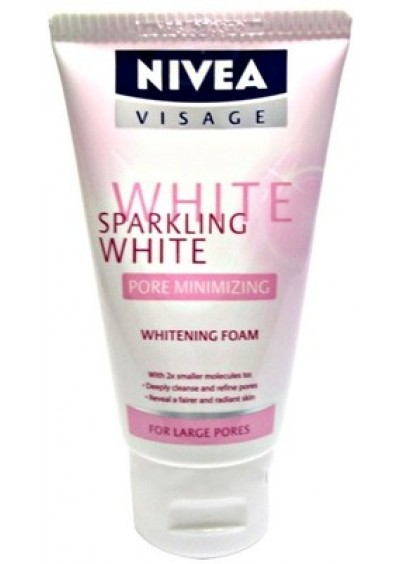 NIVEA
VISAGE
WHITE
SPARKLING
WHITE
PORE MINIMIZING
WHITENING FOAM
With 2x smaller molecules to:
• Deeply cleanse and refine pores
• Reveal a fairer and radiant skin
FOR LARGE PORES